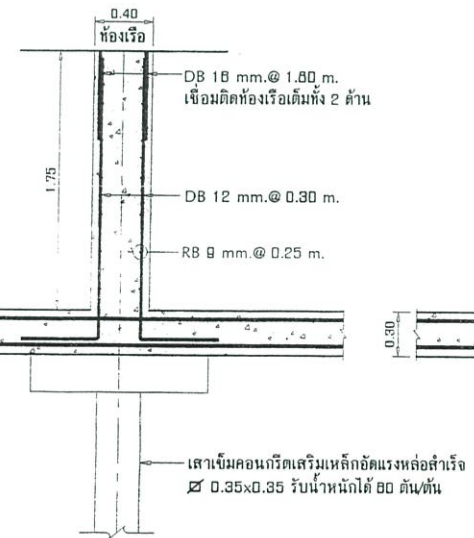 0.40
ท้องเรือ
DB 16 mm.@ 1.60 m.
เชื่อมติดท้องเรือเต็มทั้ง 2 ด้าน
1.75
DB 12 mm.@ 0.30 m.
RB 9 mm.@ 0.25 m.
0.30
เสาเข็มคอนกรีตเสริมเหล็กอัดแรงหล่อสำเร็จ
0.35x0.35 รับน้ำหนักได้ 80 ตัน/ต้น